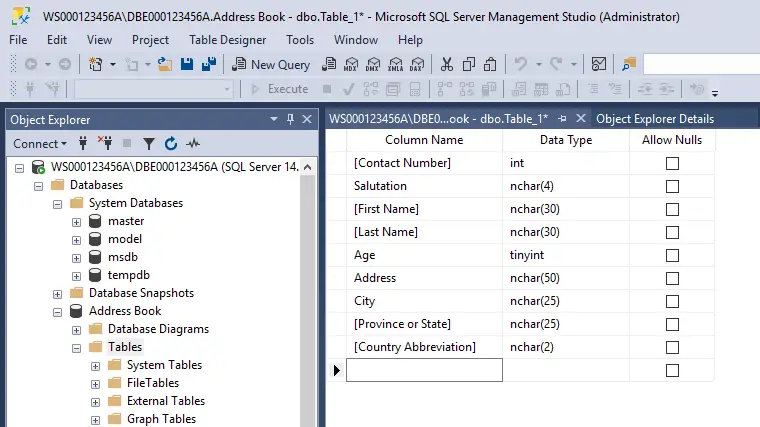 WS000123456A\DBE000123456A.Address Book - dbo.Table_1* - Microsoft SQL Server Management Studio (Administrator)
File Edit View Project Table Designer Tools Window Help
New Query MDX DMX XMLA DAX
Execute
Object Explorer
Connect
WS000123456A\DBE000123456A (SQL Server 14.
Databases
System Databases
master
model
msdb
tempdb
Database Snapshots
Address Book
Database Diagrams
Tables
System Tables
FileTables
External Tables
Graph Tables
WS000123456A\DBE0...ook - dbo.Table_1* Object Explorer Details
Column Name Data Type Allow Nulls
[Contact Number] int
Salutation nchar(4)
[First Name] nchar(30)
[Last Name] nchar(30)
Age tinyint
Address nchar(50)
City nchar(25)
[Province or State] nchar(25)
[Country Abbreviation] nchar(2)